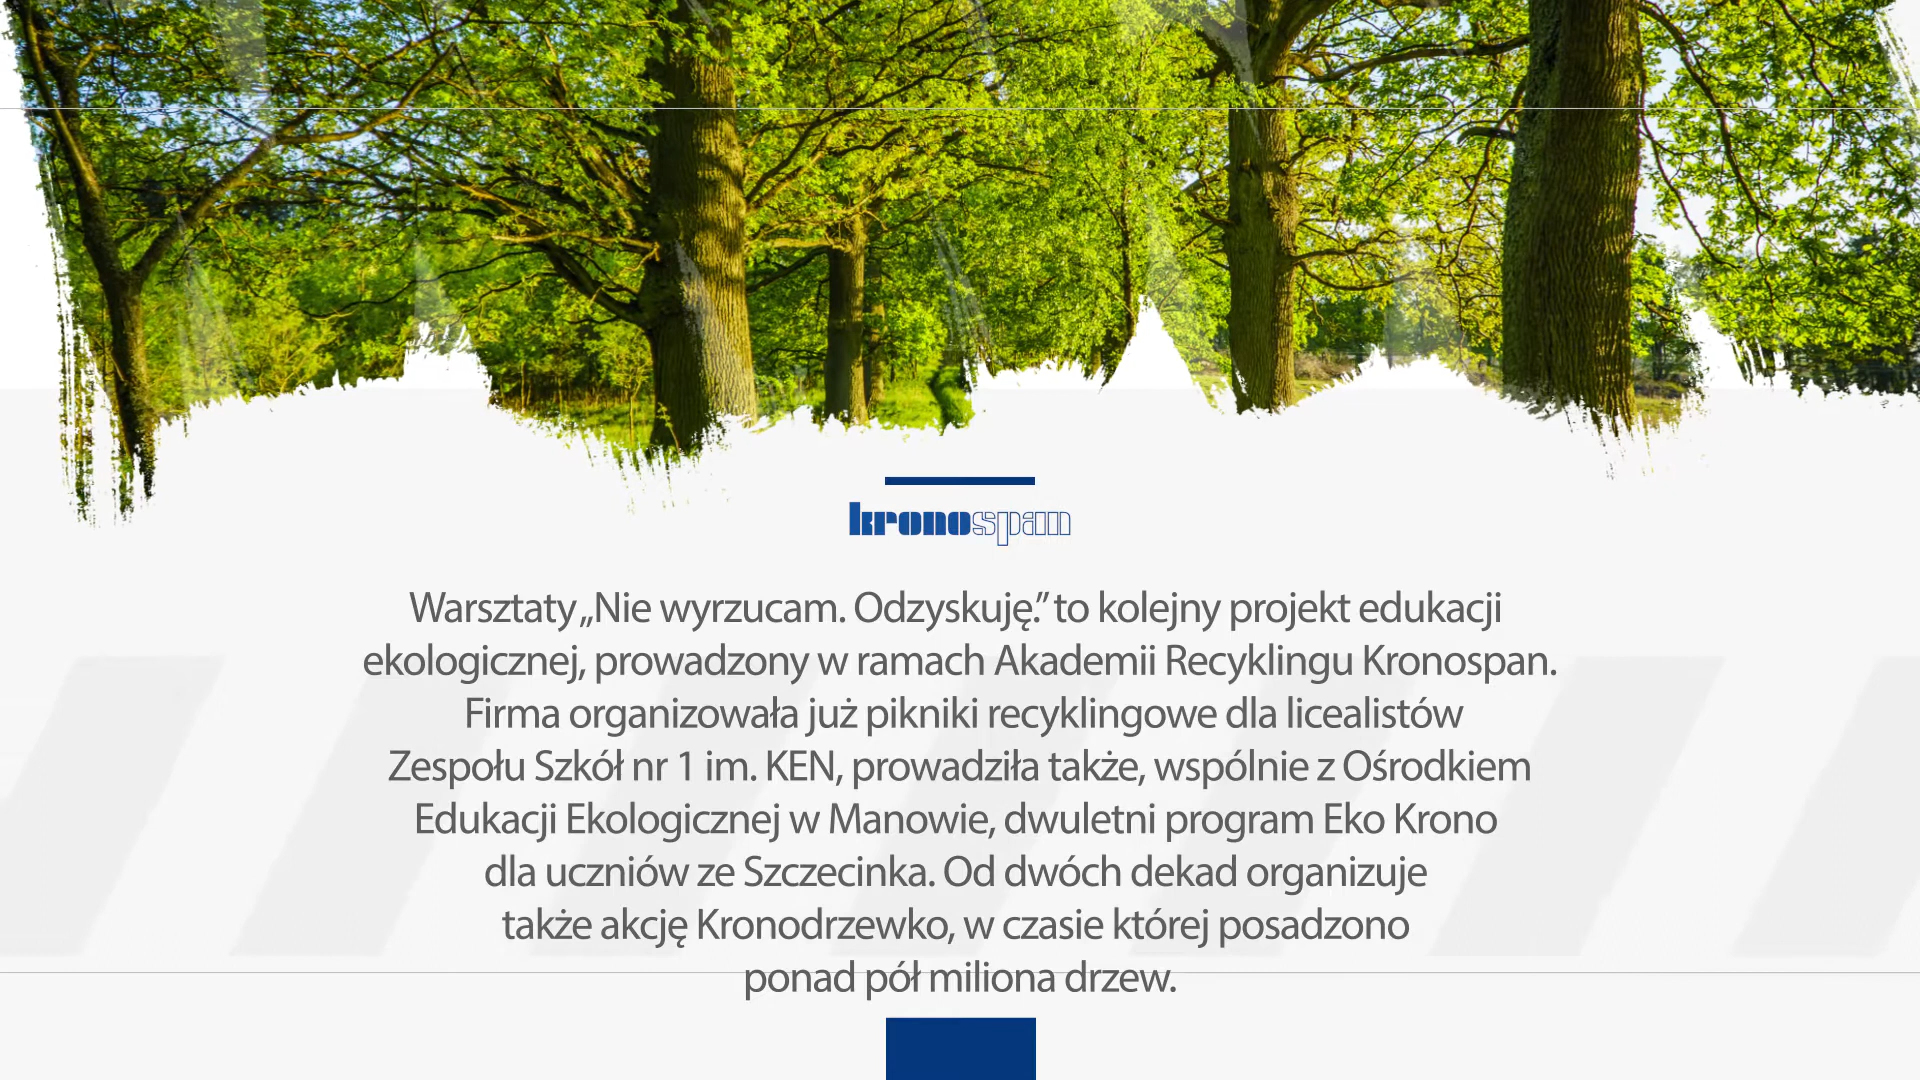 kronospan
Warsztaty „Nie wyrzucam. Odzyskuję.” to kolejny projekt edukacji
ekologicznej, prowadzony w ramach Akademii Recyklingu Kronospan.
Firma organizowała już pikniki recyklingowe dla licealistów
Zespołu Szkół nr 1 im. KEN, prowadziła także, wspólnie z Ośrodkiem
Edukacji Ekologicznej w Manowie, dwuletni program Eko Krono
dla uczniów ze Szczecinka. Od dwóch dekad organizuje
także akcję Kronodrzewko, w czasie której posadzono
ponad pół miliona drzew.